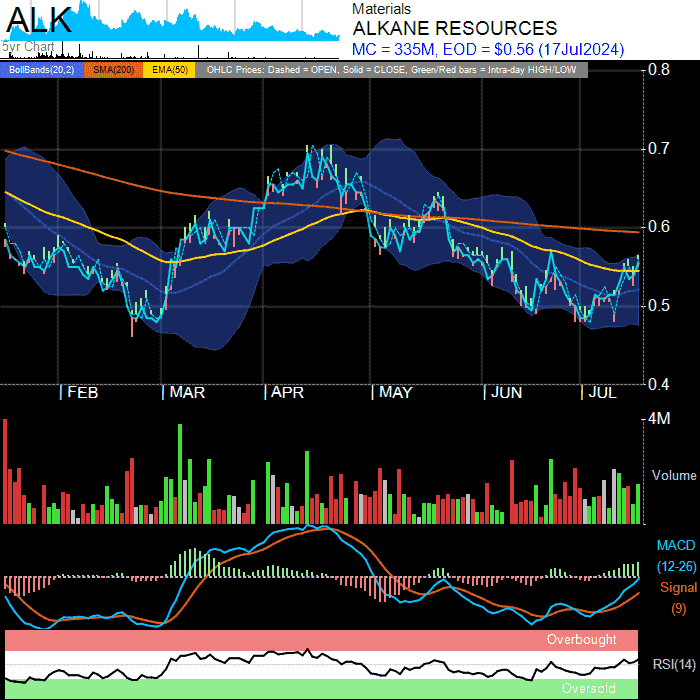 ALK
5yr Chart
Materials
ALKANE RESOURCES
MC = 335M, EOD = $0.56 (17Jul2024)
BollBands(20,2) SMA(200) EMA(50) OHLC Prices: Dashed = OPEN, Solid = CLOSE, Green/Red bars = Intra-day HIGH/LOW
0.8
0.7
0.6
0.5
0.4
FEB MAR APR MAY JUN JUL
4M
Volume
MACD
(12-26)
Signal
(9)
Overbought
RSI(14)
Oversold